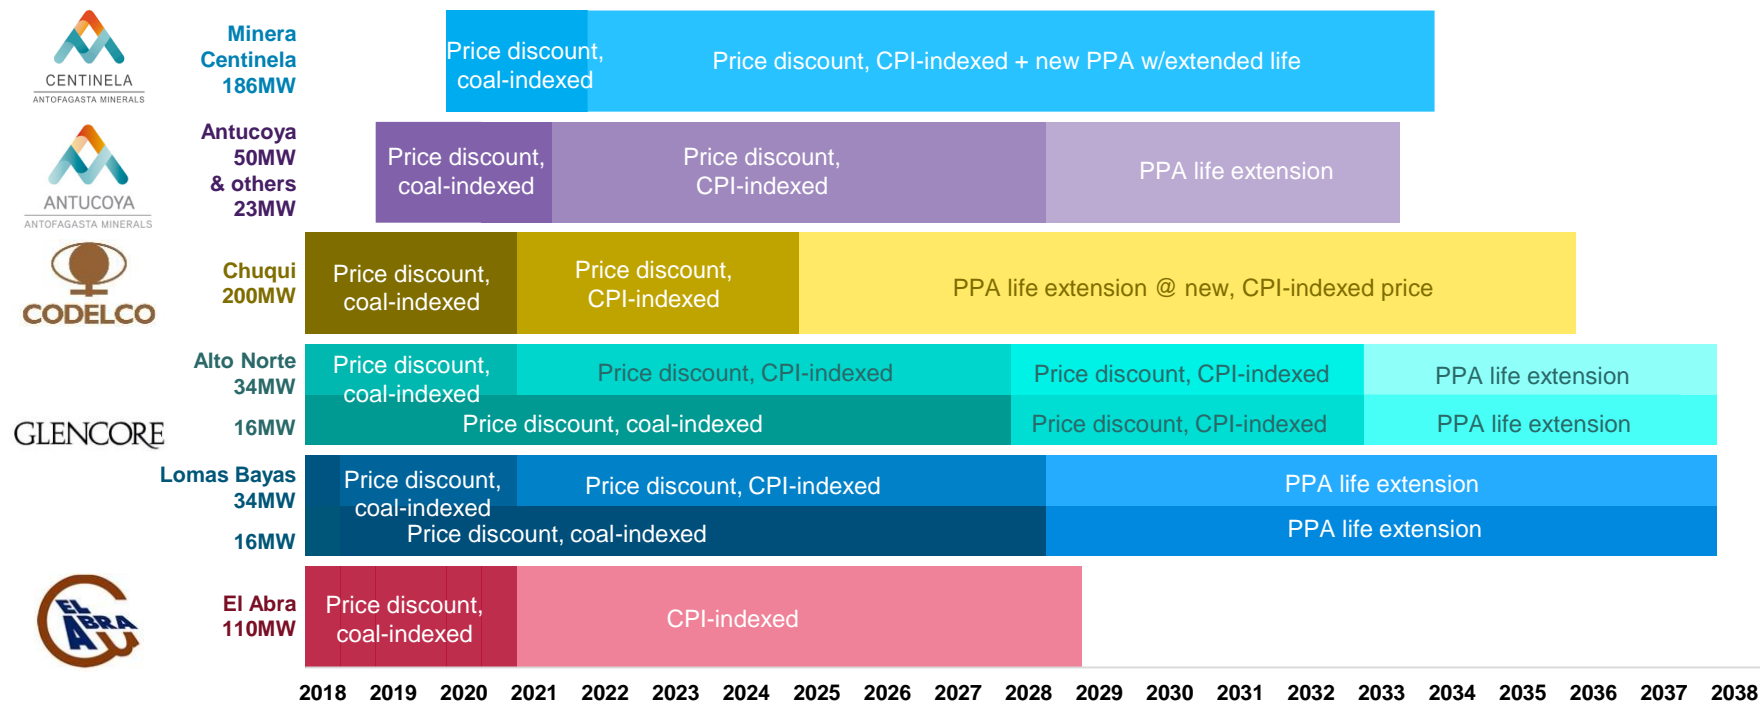 CENTINELA
ANTOFAGASTA MINERALS
Minera
Centinela
186MW
Price discount,
coal-indexed
Price discount, CPI-indexed + new PPA w/extended life
ANTUCOYA
ANTOFAGASTA MINERALS
Antucoya
50MW
& others
23MW
Price discount,
coal-indexed
Price discount,
CPI-indexed
PPA life extension
CODELCO
Chuqui
200MW
Price discount,
coal-indexed
Price discount,
CPI-indexed
PPA life extension @ new, CPI-indexed price
GLENCORE
Alto Norte
34MW
Price discount,
coal-indexed
Price discount, CPI-indexed
Price discount, CPI-indexed
PPA life extension
16MW
Price discount, coal-indexed
Price discount, CPI-indexed
PPA life extension
Lomas Bayas
34MW
Price discount,
coal-indexed
Price discount, CPI-indexed
PPA life extension
16MW
Price discount, coal-indexed
PPA life extension
EL
ABRA
El Abra
110MW
Price discount,
coal-indexed
CPI-indexed
2018 2019 2020 2021 2022 2023 2024 2025 2026 2027 2028 2029 2030 2031 2032 2033 2034 2035 2036 2037 2038